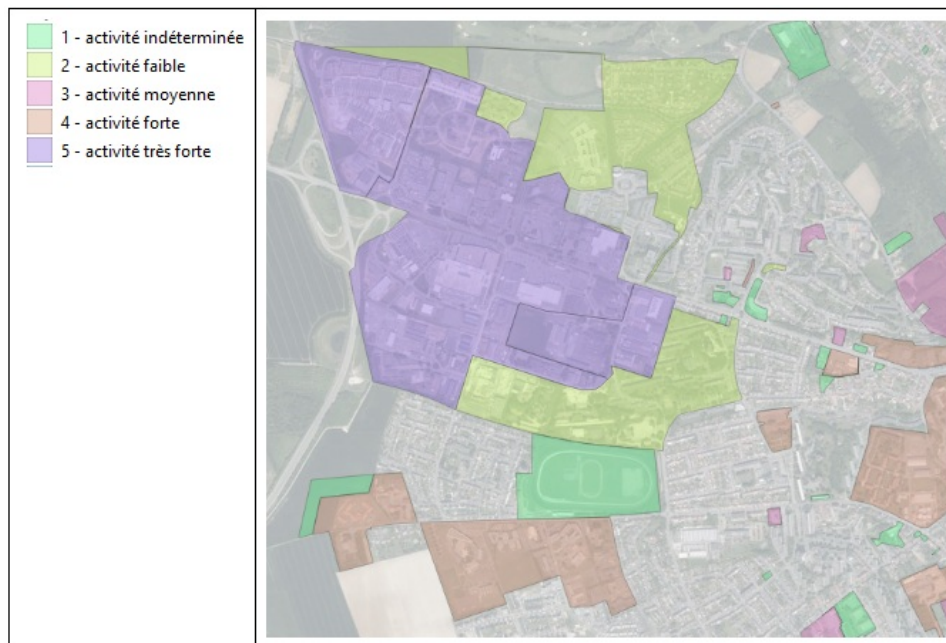 1 - activité indéterminée
2 - activité faible
3 - activité moyenne
4 - activité forte
5 - activité très forte